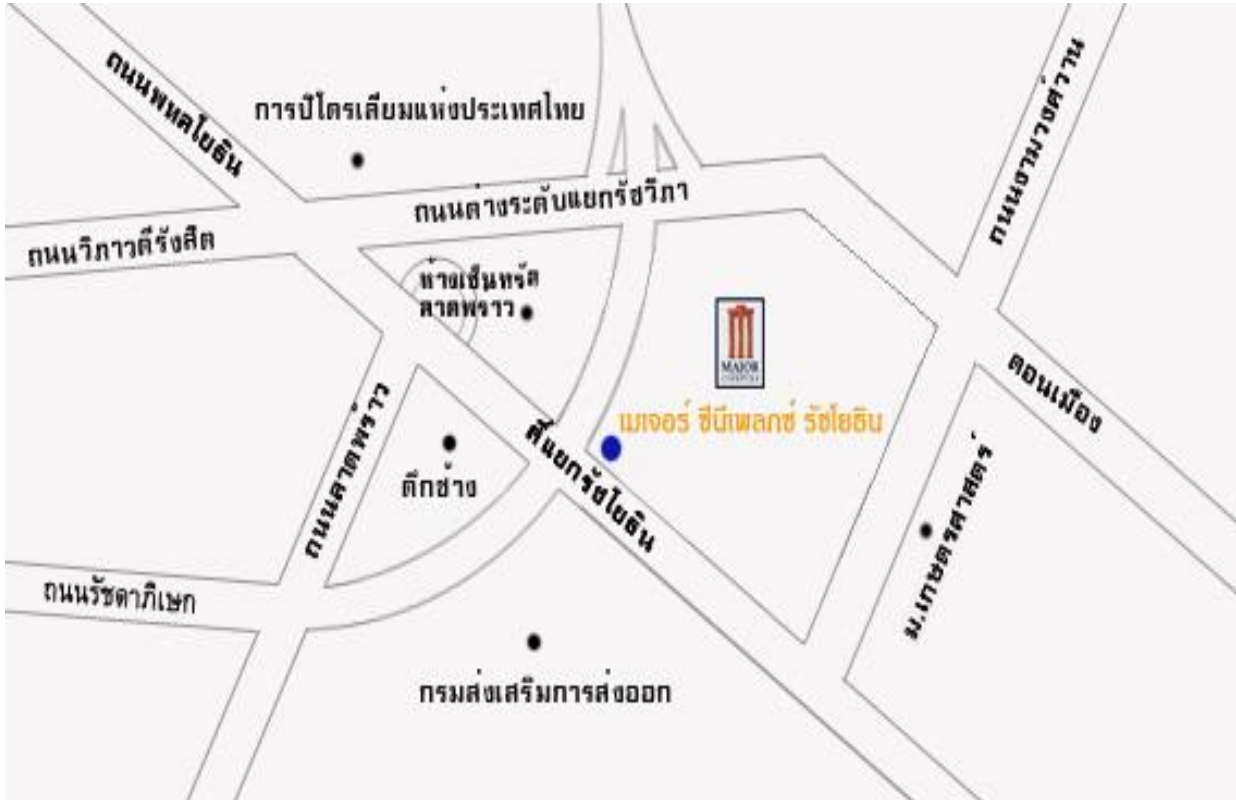 ถนนพหลโยธิน
การปิโตรเลียมแห่งประเทศไทย
ถนนงามวงศ์วาน
ถนนต่างระดับแยกรัชวิภา
ถนนวิภาวดีรังสิต
ห้างเซ็นทรัล
ลาดพราว
MAJOR
เมเจอร์ ซีนีเพลกซ์ รัชโยธิน
ดอนเมือง
ถนนลาดพร้าว
ตึกช้าง
สี่แยกรัชโยธิน
ม.เกษตรศาสตร์
ถนนรัชดาภิเษก
กรมส่งเสริมการส่งออก